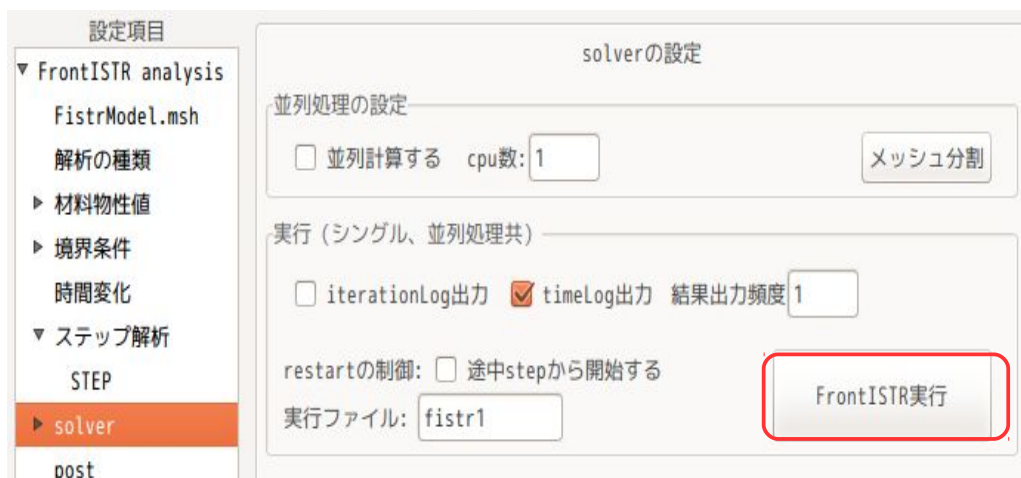 設定項目
FrontISTR analysis
FistrModel.msh
解析の種類
材料物性値
境界条件
時間変化
ステップ解析
STEP
solver
post
solverの設定
並列処理の設定
並列計算する cpu数: 1 メッシュ分割
実行 (シングル、並列処理共)
iterationLog出力 timeLog出力 結果出力頻度 1
restartの制御: 途中stepから開始する
実行ファイル: fistr1
FrontISTR実行